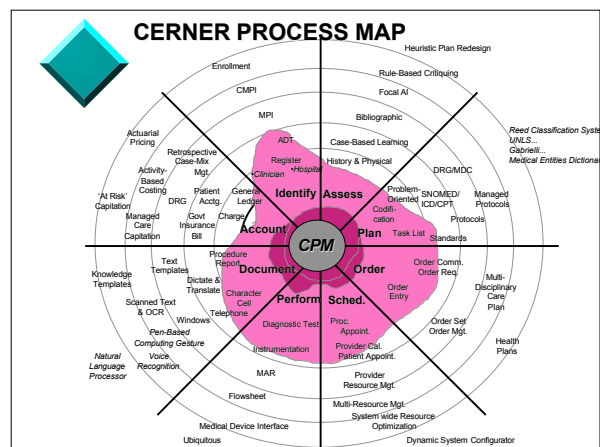 CERNER PROCESS MAP
Heuristic Plan Redesign
Enrollment
Rule-Based Critiquing
CMPI
Focal AI
MPI
Bibliographic
Actuarial
Pricing
Reed Classification System
UNLS...
Gabrielli...
Medical Entities Dictionary
ADT
Case-Based Learning
Retrospective
Case-Mix
Mgt.
Register
•Clinician
•Hospital
History & Physical
Activity-
Based
Costing
DRG/MDC
'At Risk'
Capitation
DRG
Patient
Acctg.
General
Ledger
Identify
Assess
Problem-
Oriented
SNOMED/
ICD/CPT
Managed
Protocols
Codifi-
cation
Managed
Care
Capitation
Govt
Insurance
Bill
Charge
Protocols
Account
Plan
Task List
Standards
CPM
Procedure
Report
Document
Order
Order Comm.
Order Req.
Knowledge
Templates
Text
Templates
Dictate &
Translate
Perform
Sched.
Order
Entry
Multi-
Disciplinary
Care
Plan
Character
Cell
Scanned Text
& OCR
Telephone
Windows
Diagnostic Test
Proc.
Appoint.
Order Set
Order Mgt.
Pen-Based
Computing Gesture
Instrumentation
Provider Cal.
Patient Appoint.
Health
Plans
Natural
Language
Processor
Voice
Recognition
MAR
Provider
Resource Mgt.
Flowsheet
Multi-Resource Mgt.
Medical Device Interface
System wide Resource
Optimization
Ubiquitous
Dynamic System Configurator